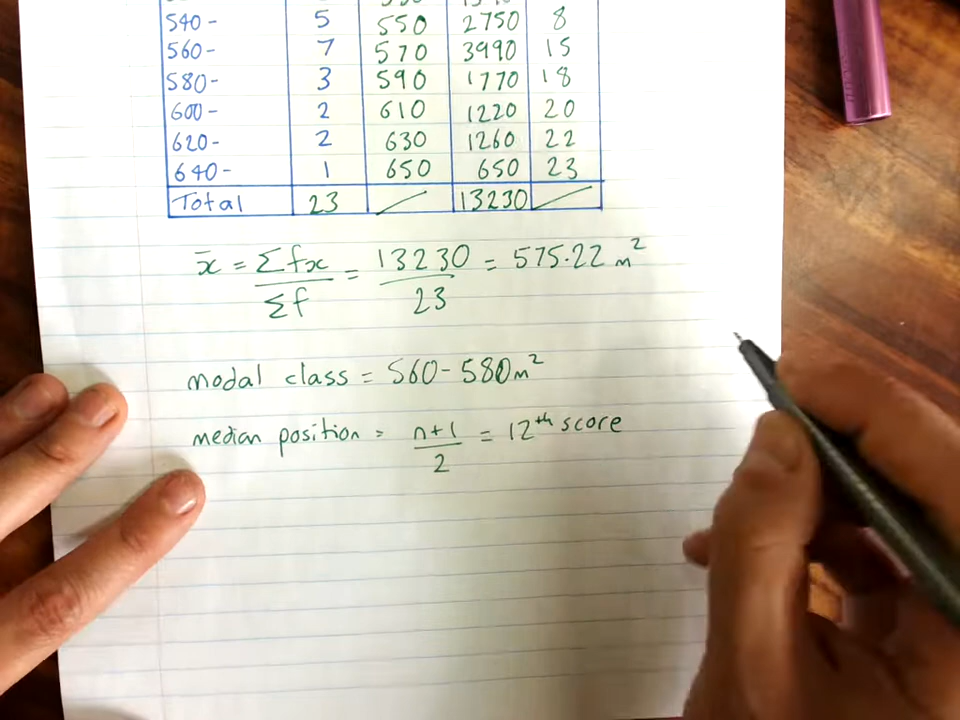 540- 5 550 2750 8
560- 7 570 3990 15
580- 3 590 1770 18
600- 2 610 1220 20
620- 2 630 1260 22
640- 1 650 650 23
Total 23 13230
x̄ = Σfx / Σf = 13230 / 23 = 575.22 m²
modal class = 560-580m²
median position = n+1 / 2 = 12th score